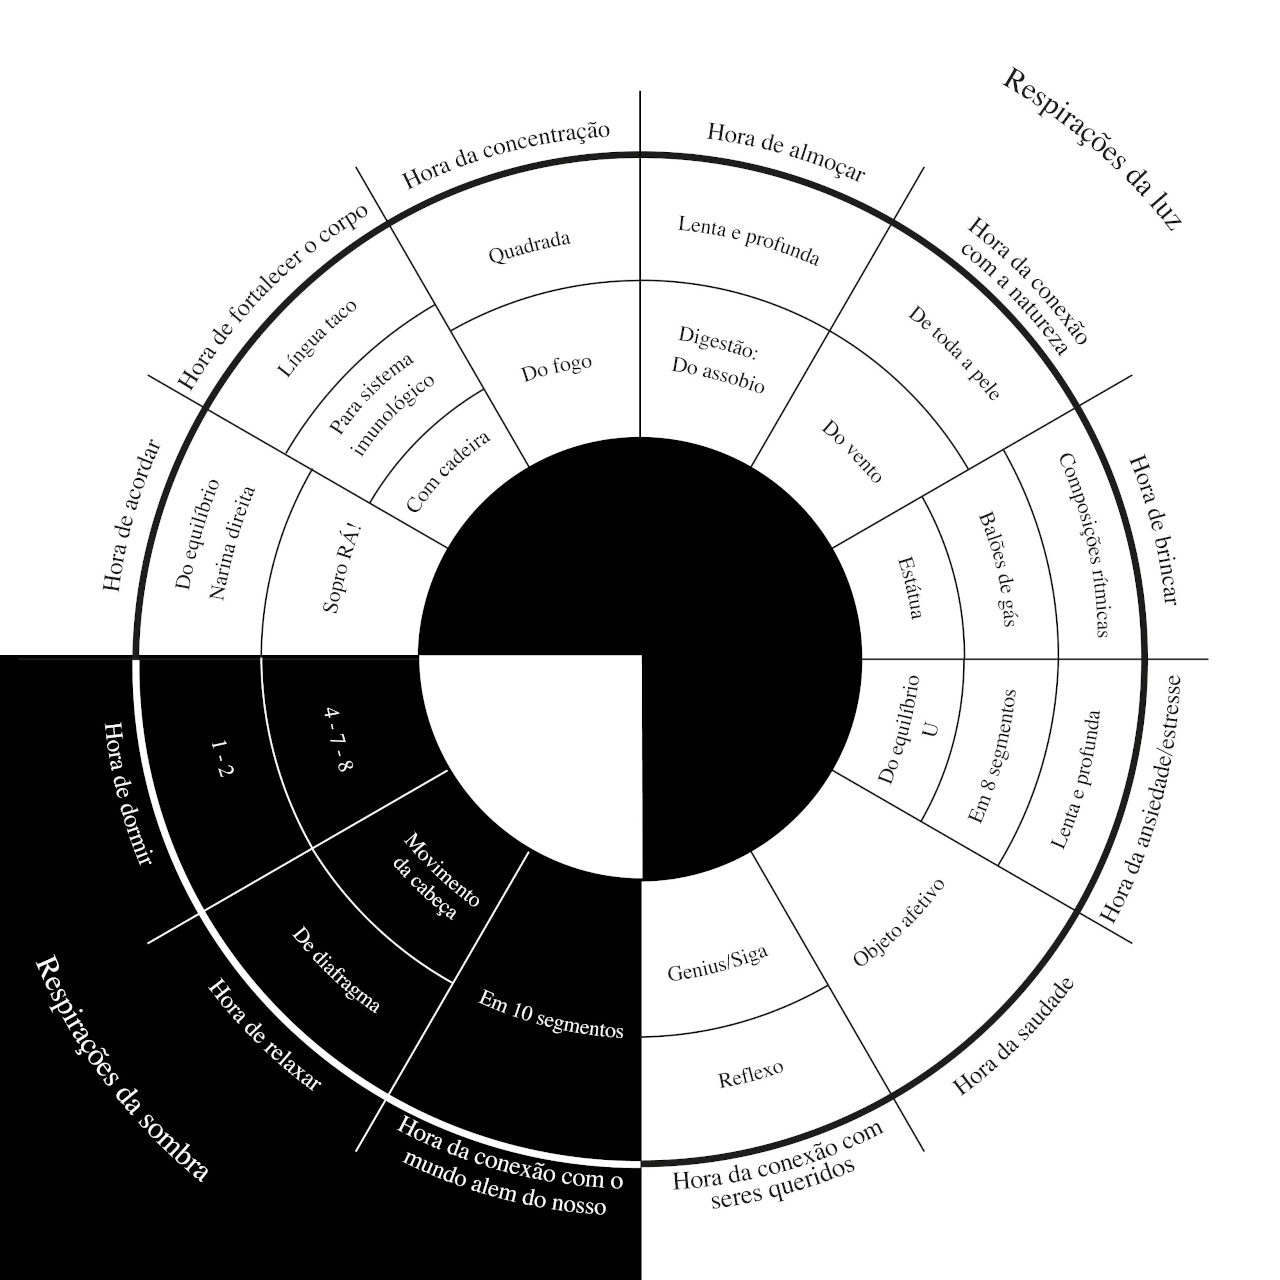 Respirações da luz
Hora da concentração
Quadrada
Do fogo
Hora de almoçar
Lenta e profunda
Digestão:
Do assobio
Hora da conexão
com a natureza
De toda a pele
Do vento
Hora de brincar
Composições rítmicas
Balões de gás
Estátua
Hora da ansiedade/estresse
Lenta e profunda
Em 8 segmentos
Do equilíbrio
U
Hora da saudade
Objeto afetivo
Hora da conexão com
seres queridos
Genius/Siga
Reflexo
Hora da conexão com o
mundo alem do nosso
Em 10 segmentos
Hora de relaxar
Movimento
da cabeça
De diafragma
Hora de dormir
1 - 2
4 - 7 - 8
Respirações da sombra
Hora de acordar
Do equilíbrio
Narina direita
Sopro RÁ!
Hora de fortalecer o corpo
Língua taco
Para sistema
imunológico
Com cadeira